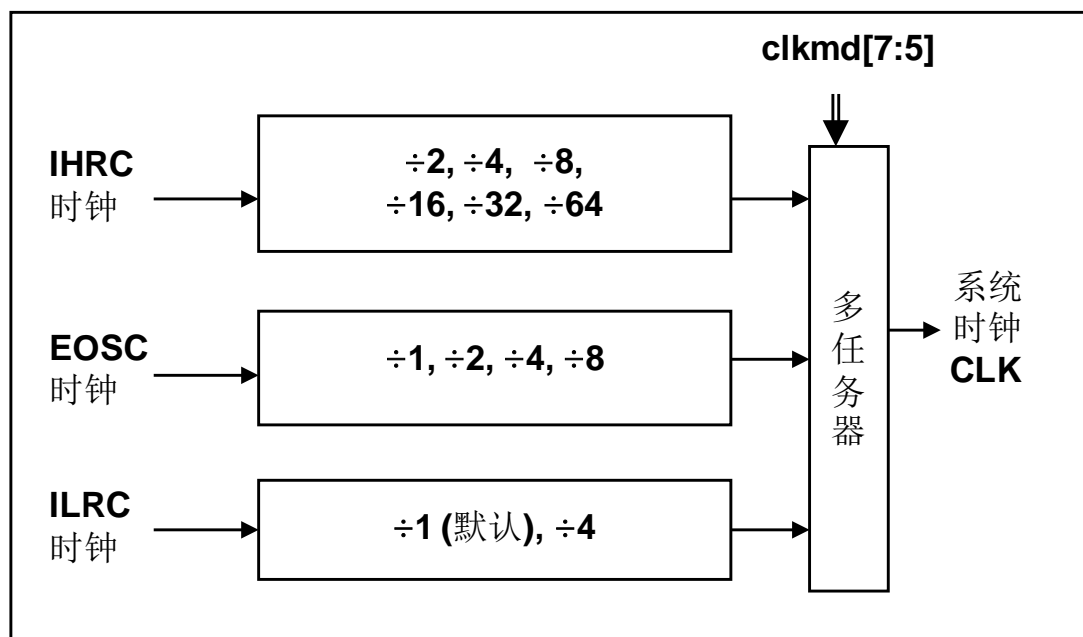 clkmd[7:5]
IHRC
时钟
÷2, ÷4, ÷8,
÷16, ÷32, ÷64
EOSC
时钟
÷1, ÷2, ÷4, ÷8
ILRC
时钟
÷1 (默认), ÷4
多
任
务
器
系统
时钟
CLK